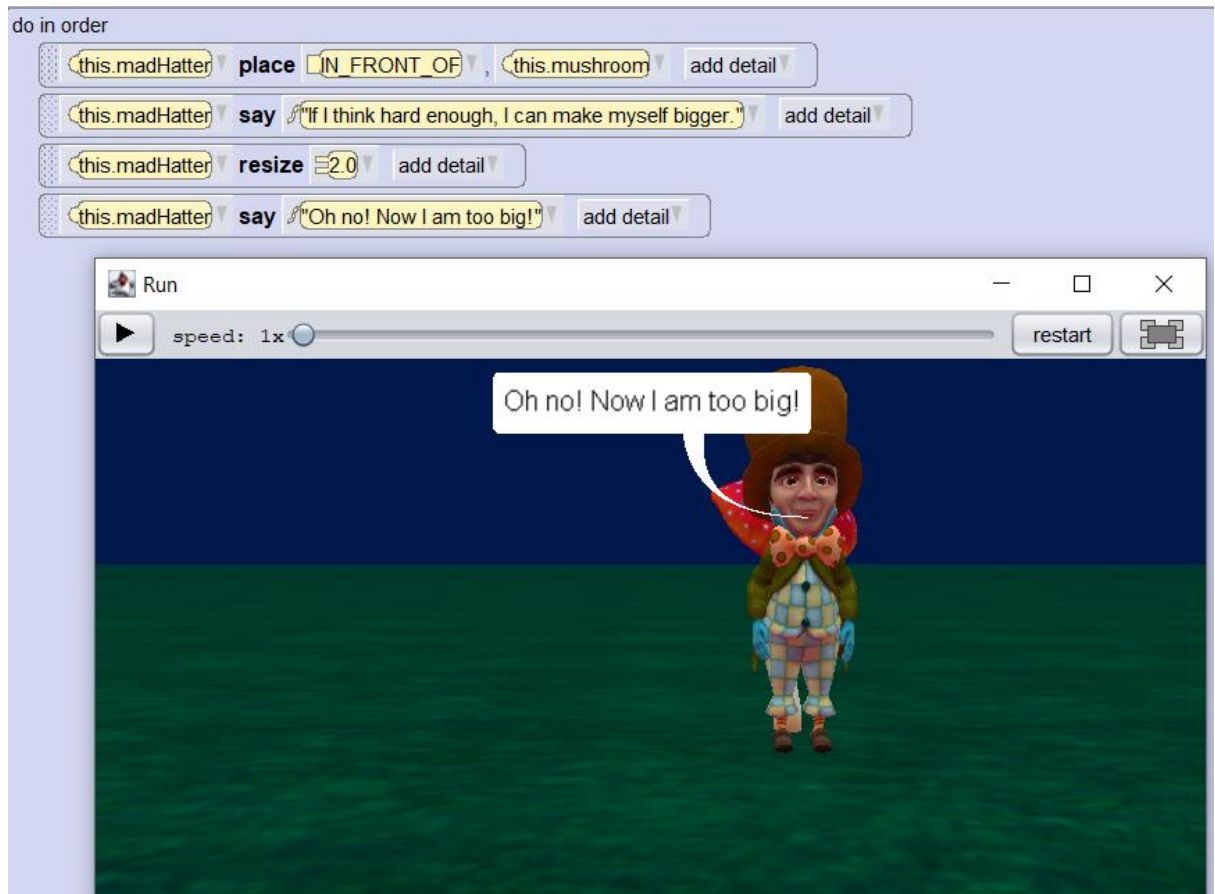 do in order
this.madHatter place IN_FRONT_OF , this.mushroom add detail
this.madHatter say "If I think hard enough, I can make myself bigger." add detail
this.madHatter resize 2.0 add detail
this.madHatter say "Oh no! Now I am too big!" add detail
Run
speed: 1x restart
Oh no! Now I am too big!